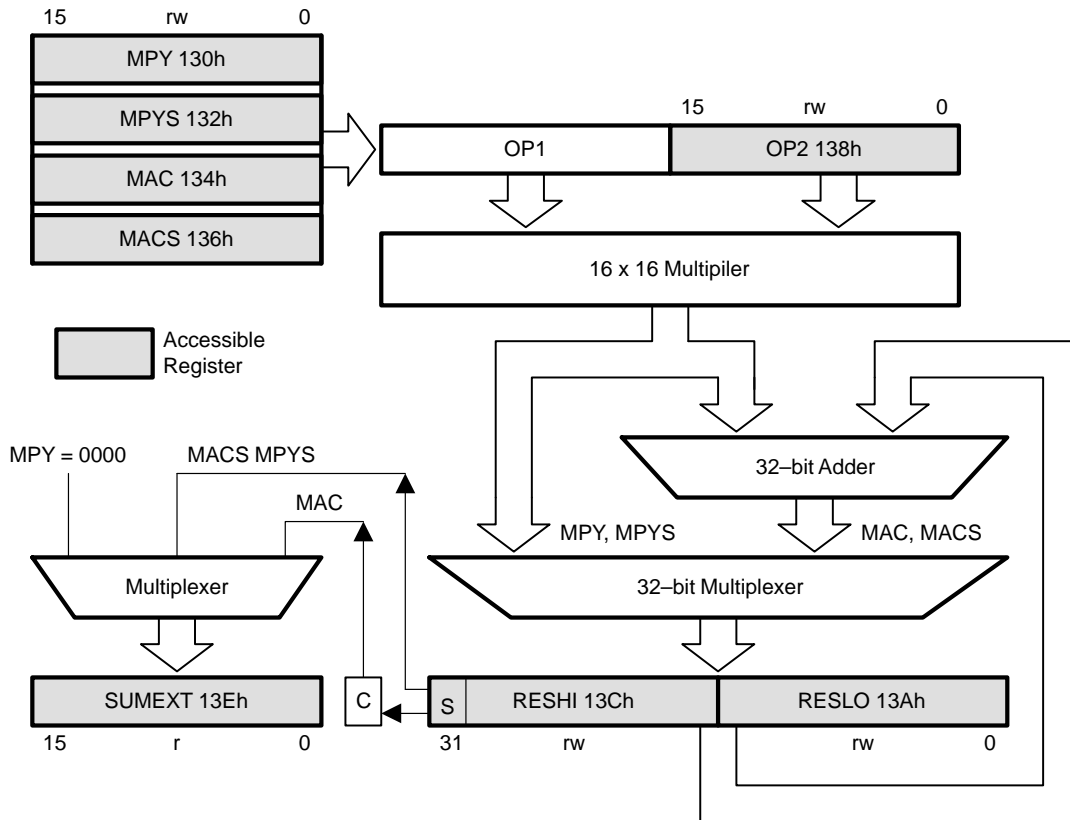 15 rw 0
MPY 130h
MPYS 132h
MAC 134h
MACS 136h
15 rw 0
OP1
OP2 138h
16 x 16 Multipiler
Accessible
Register
32–bit Adder
MPY = 0000
MACS MPYS
MAC
MPY, MPYS
MAC, MACS
Multiplexer
32–bit Multiplexer
SUMEXT 13Eh
C
S
RESHI 13Ch
RESLO 13Ah
15 r 0
31 rw
rw 0